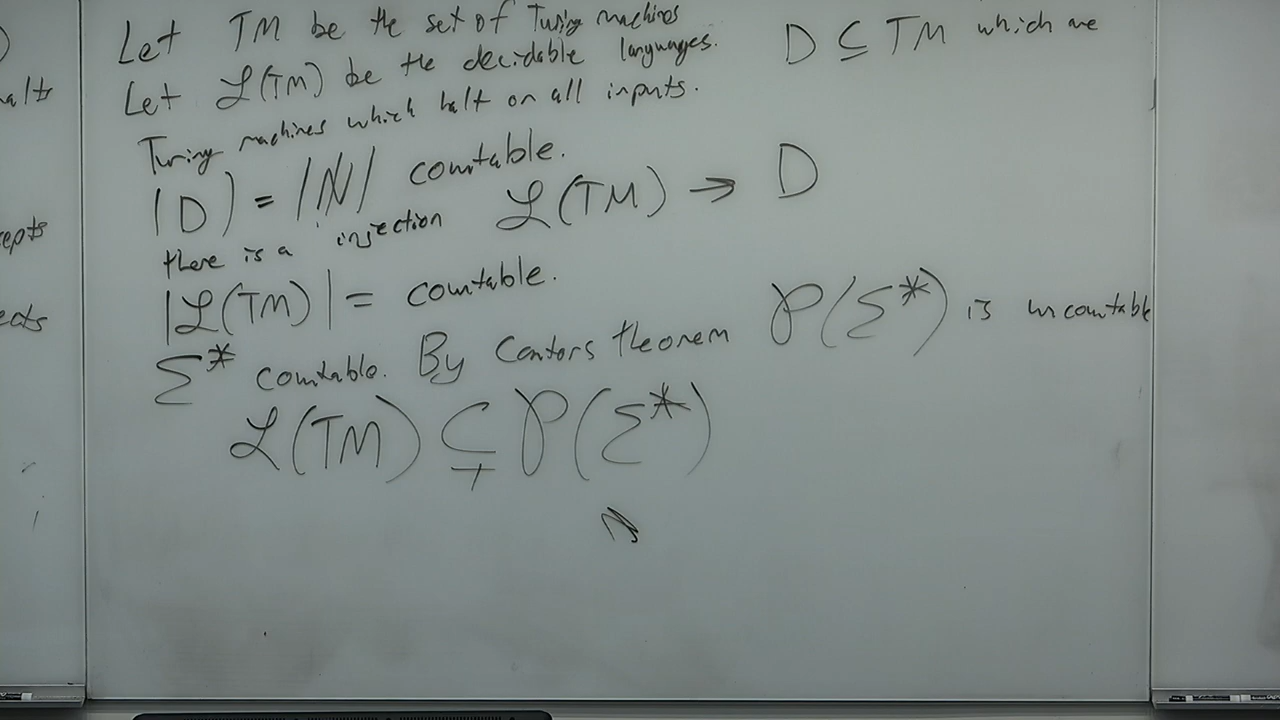 alts
epts
Let TM be the set of Turing machines D ⊆ TM which are
Let ℒ(TM) be the decidable languages.
Turing machines which halt on all inputs.
|D| = |ℕ| countable.
there is a injection ℒ(TM) → D
|ℒ(TM)| = countable.
Σ* countable. By Cantors theorem 𝒫(Σ*) is uncountable
ℒ(TM) ⊊ 𝒫(Σ*)